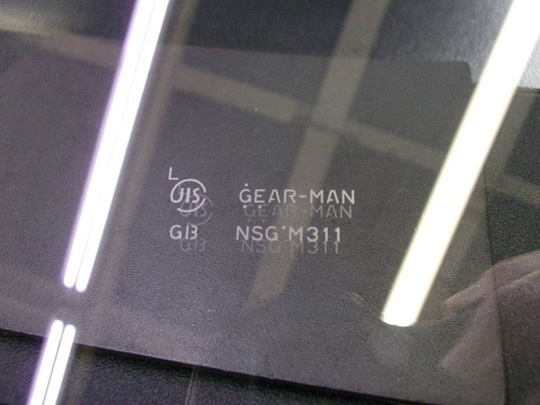 L
JIS GEAR-MAN
GB NSG M311